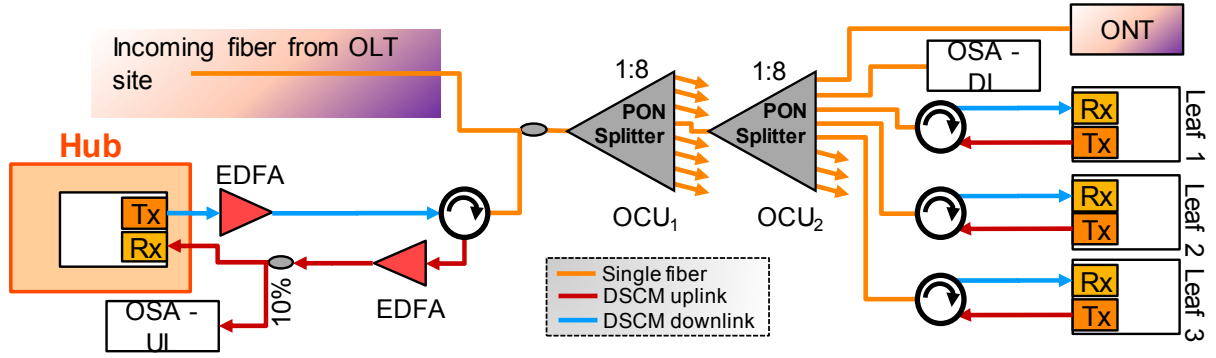 Incoming fiber from OLT
site
Hub
Tx
Rx
EDFA
EDFA
10%
OSA -
UL
1:8
PON
Splitter
OCU1
1:8
PON
Splitter
OCU2
ONT
OSA -
DL
Rx
Tx
Leaf 1
Rx
Tx
Leaf 2
Rx
Tx
Leaf 3
Single fiber
DSCM uplink
DSCM downlink